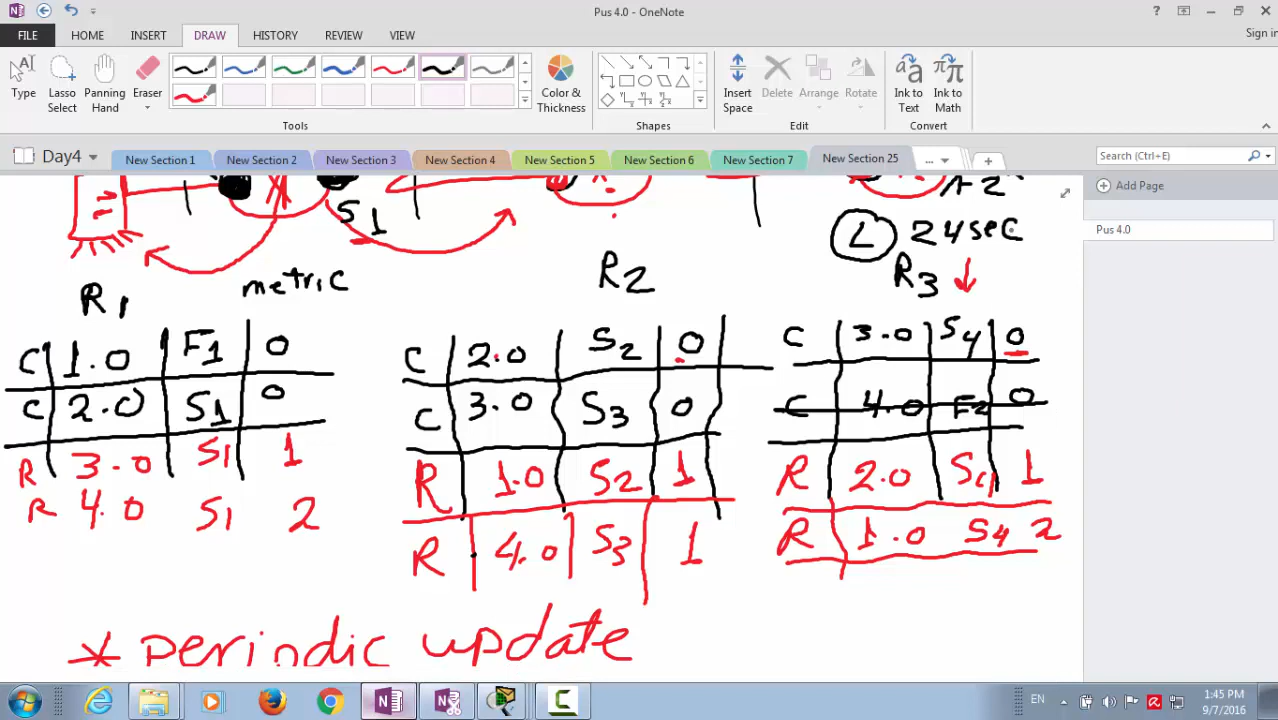 Pus 4.0 - OneNote
FILE HOME INSERT DRAW HISTORY REVIEW VIEW Sign in
Type Lasso Select Panning Hand Eraser Color & Thickness Insert Space Delete Arrange Rotate Ink to Text Ink to Math
Tools Shapes Edit Convert
Day4 New Section 1 New Section 2 New Section 3 New Section 4 New Section 5 New Section 6 New Section 7 New Section 25 ... Search (Ctrl+E)
Add Page
Pus 4.0
S1
24sec
R1 metric R2 R3
C 1.0 F1 0
C 2.0 S1 0
R 3.0 S1 1
R 4.0 S1 2
C 2.0 S2 0
C 3.0 S3 0
R 1.0 S2 1
R 4.0 S3 1
C 3.0 S4 0
C 4.0 F2 0
R 2.0 S4 1
R 1.0 S4 2
* periodic update
EN 1:45 PM
9/7/2016